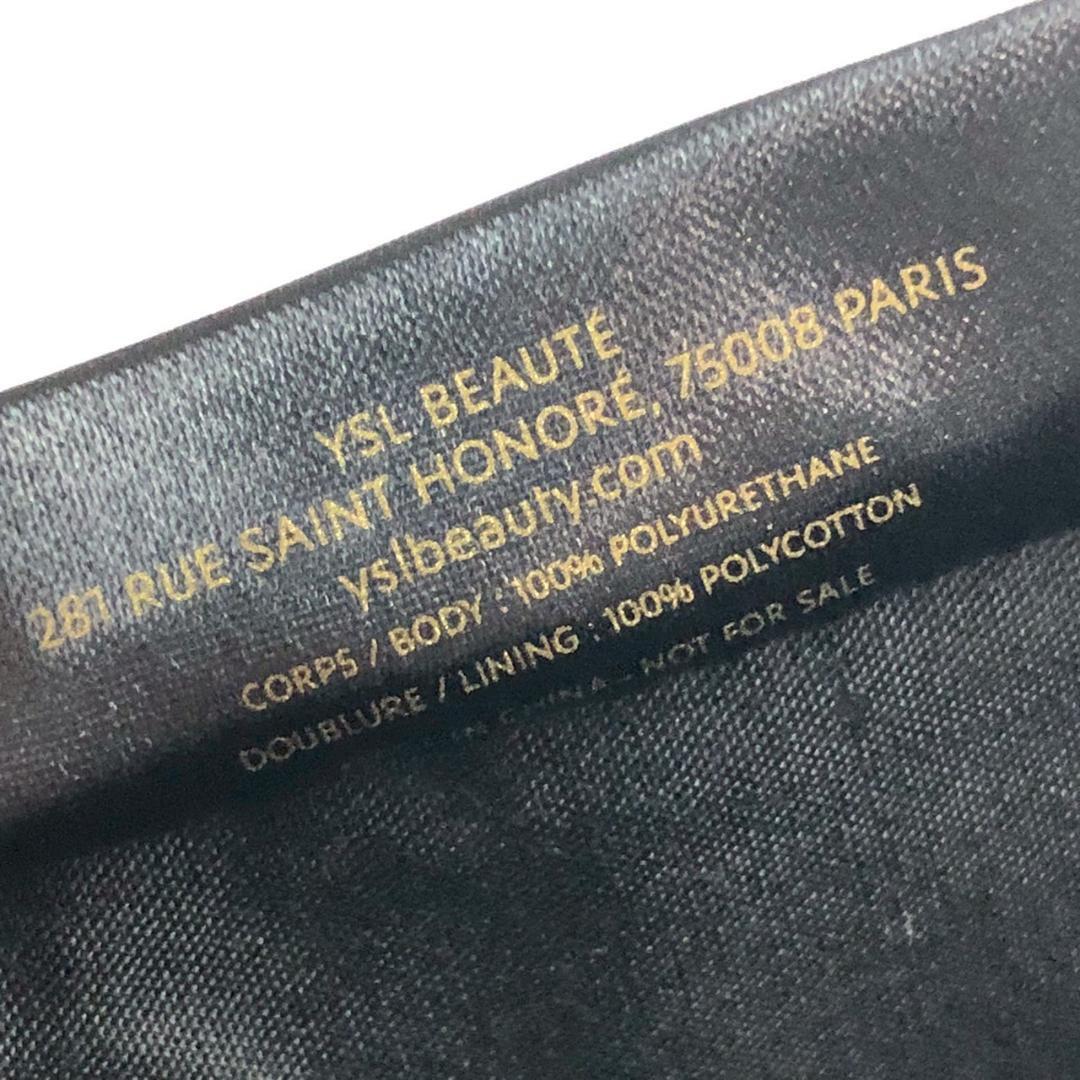 YSL BEAUTÉ
281 RUE SAINT HONORÉ, 75008 PARIS
yslbeauty.com
CORPS / BODY : 100% POLYURETHANE
DOUBLURE / LINING : 100% POLYCOTTON
CHINA - NOT FOR SALE